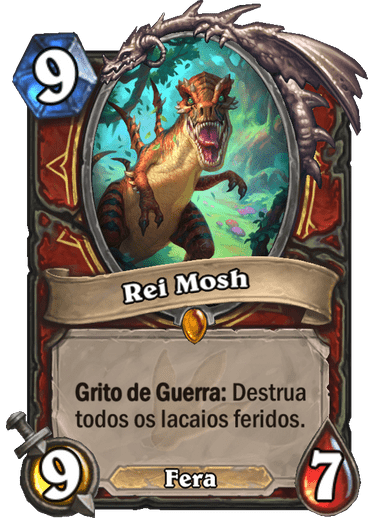 9
Rei Mosh
Grito de Guerra: Destrua
todos os lacaios feridos.
9
Fera
7